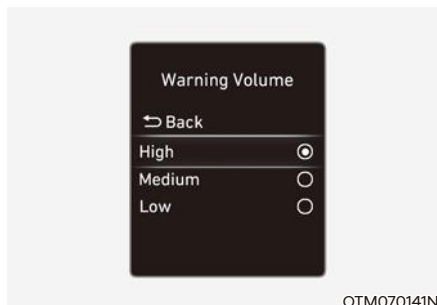 Warning Volume
Back
High
Medium
Low
OTM070141N